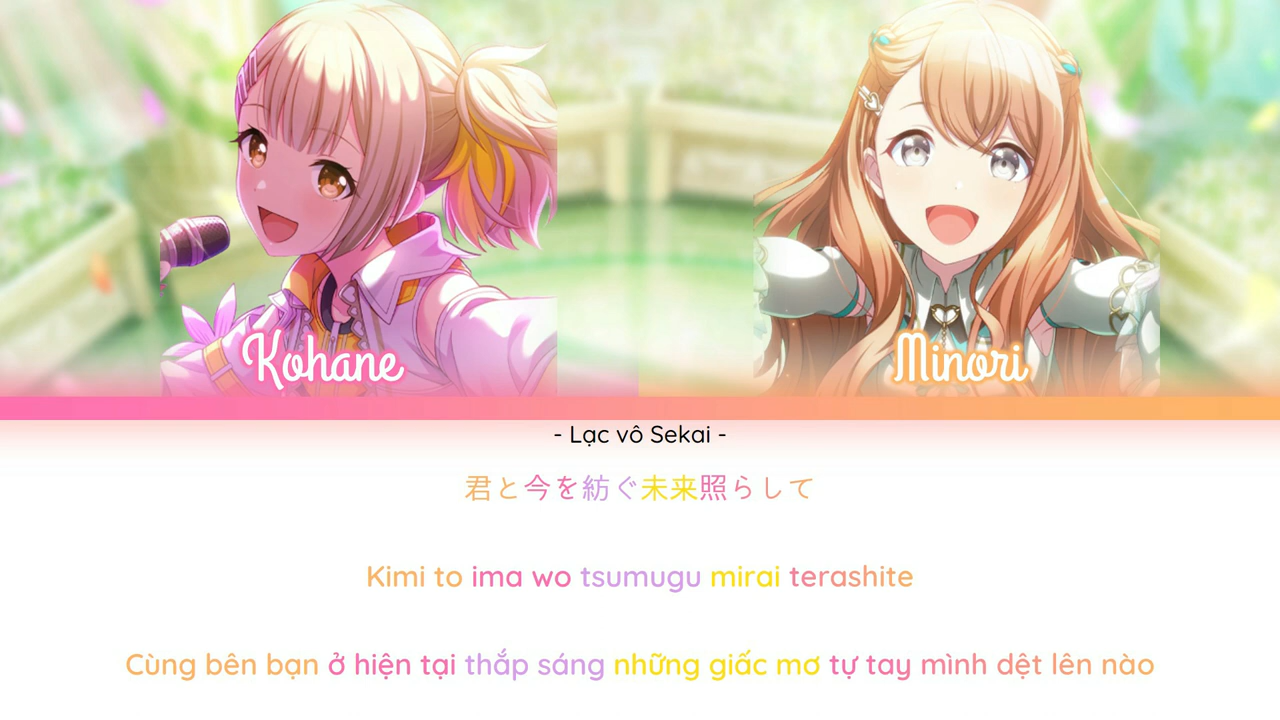 Kohane
Minori
- Lạc vô Sekai -
君と今を紡ぐ未来照らして
Kimi to ima wo tsumugu mirai terashite
Cùng bên bạn ở hiện tại thắp sáng những giấc mơ tự tay mình dệt lên nào